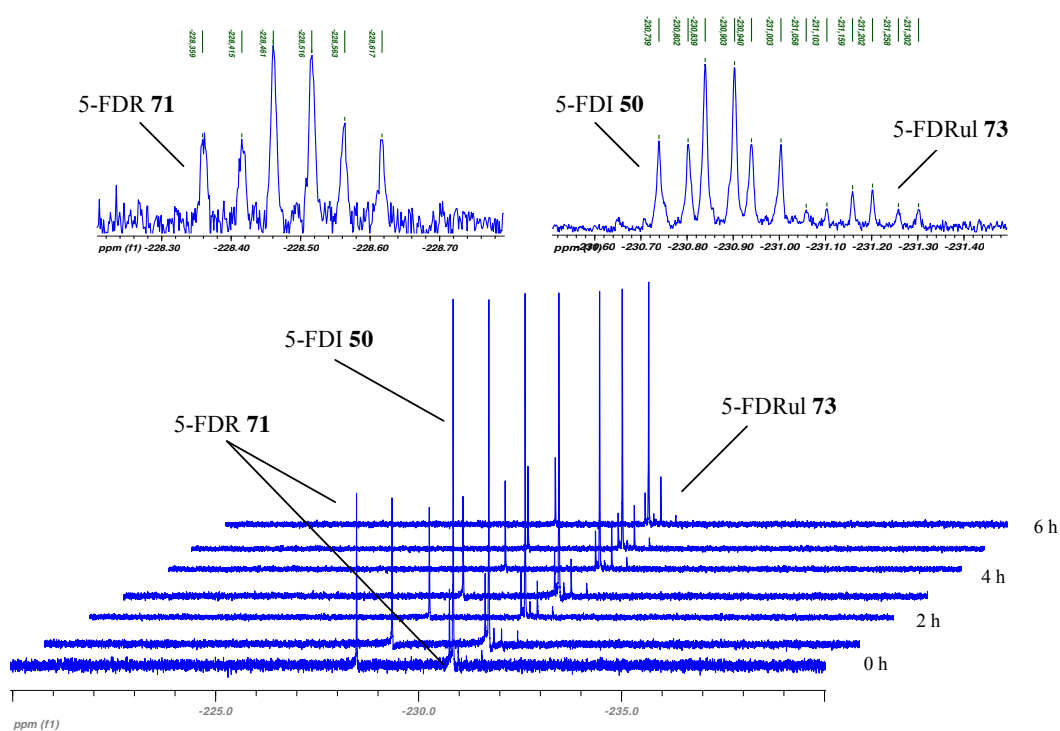 -228.359 -228.415 -228.461 -228.516 -228.563 -228.617
5-FDR 71
ppm (f1) -228.30 -228.40 -228.50 -228.60 -228.70
-230.739 -230.802 -230.839 -230.903 -230.940 -231.003 -231.058 -231.103 -231.159 -231.202 -231.258 -231.302
5-FDI 50
5-FDRul 73
-230.60 -230.70 -230.80 -230.90 -231.00 -231.10 -231.20 -231.30 -231.40
5-FDI 50
5-FDR 71
5-FDRul 73
6 h
4 h
2 h
0 h
-225.0 -230.0 -235.0
ppm (f1)